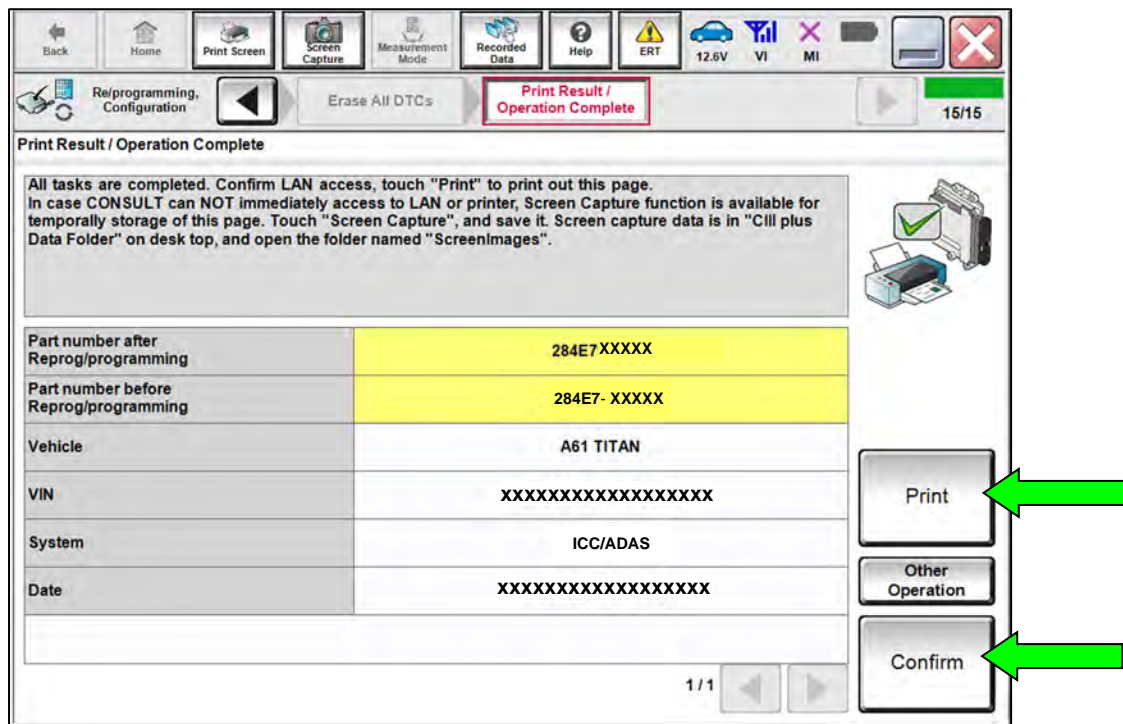 Back
Home
Print Screen
Screen
Capture
Measurement
Mode
Recorded
Data
Help
ERT
12.6V
VI
MI
Re/programming,
Configuration
Erase All DTCs
Print Result /
Operation Complete
15/15
Print Result / Operation Complete
All tasks are completed. Confirm LAN access, touch "Print" to print out this page.
In case CONSULT can NOT immediately access to LAN or printer, Screen Capture function is available for
temporally storage of this page. Touch "Screen Capture", and save it. Screen capture data is in "CIII plus
Data Folder" on desk top, and open the folder named "ScreenImages".
Part number after
Reprog/programming
284E7XXXXX
Part number before
Reprog/programming
284E7- XXXXX
Vehicle
A61 TITAN
VIN
XXXXXXXXXXXXXXXXXX
System
ICC/ADAS
Date
XXXXXXXXXXXXXXXXXX
Print
Other
Operation
Confirm
1/1